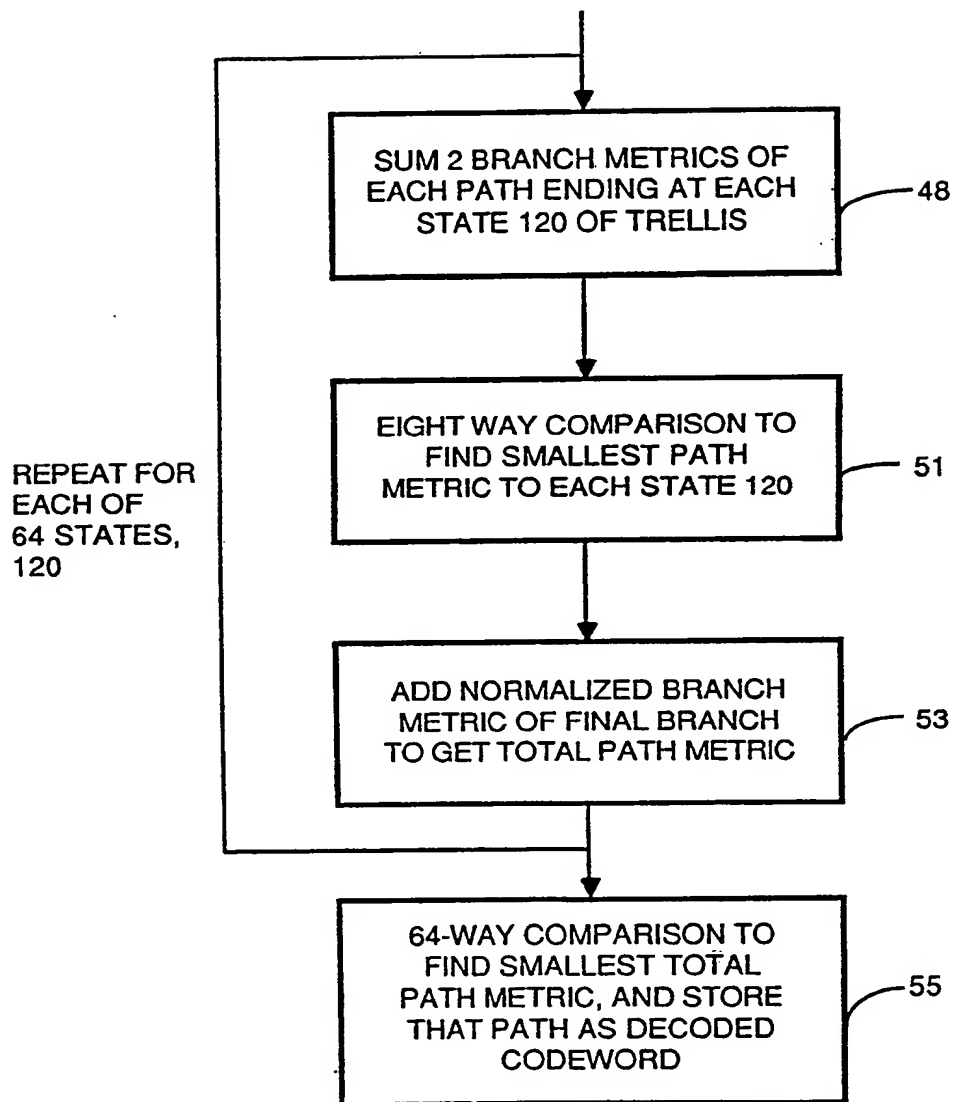 SUM 2 BRANCH METRICS OF
EACH PATH ENDING AT EACH
STATE 120 OF TRELLIS
48
EIGHT WAY COMPARISON TO
FIND SMALLEST PATH
METRIC TO EACH STATE 120
51
REPEAT FOR
EACH OF
64 STATES,
120
ADD NORMALIZED BRANCH
METRIC OF FINAL BRANCH
TO GET TOTAL PATH METRIC
53
64-WAY COMPARISON TO
FIND SMALLEST TOTAL
PATH METRIC, AND STORE
THAT PATH AS DECODED
CODEWORD
55